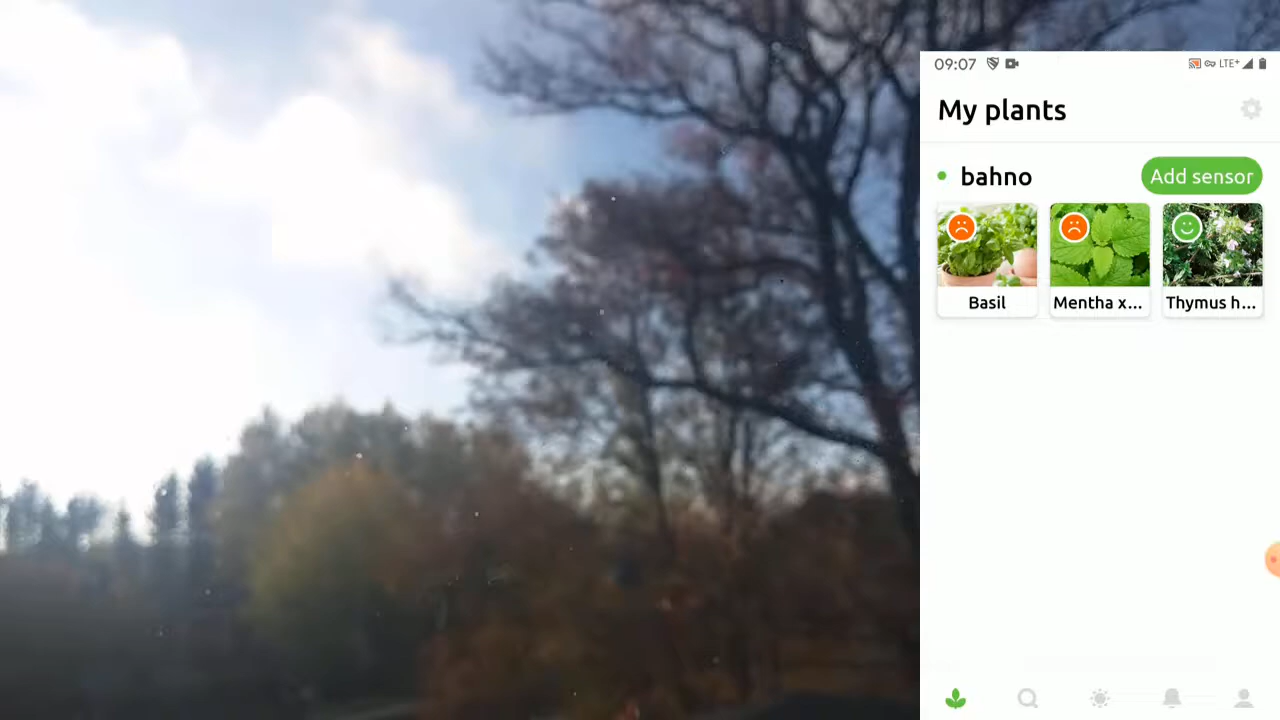 09:07 LTE+
My plants
bahno Add sensor
Basil Mentha x... Thymus h...